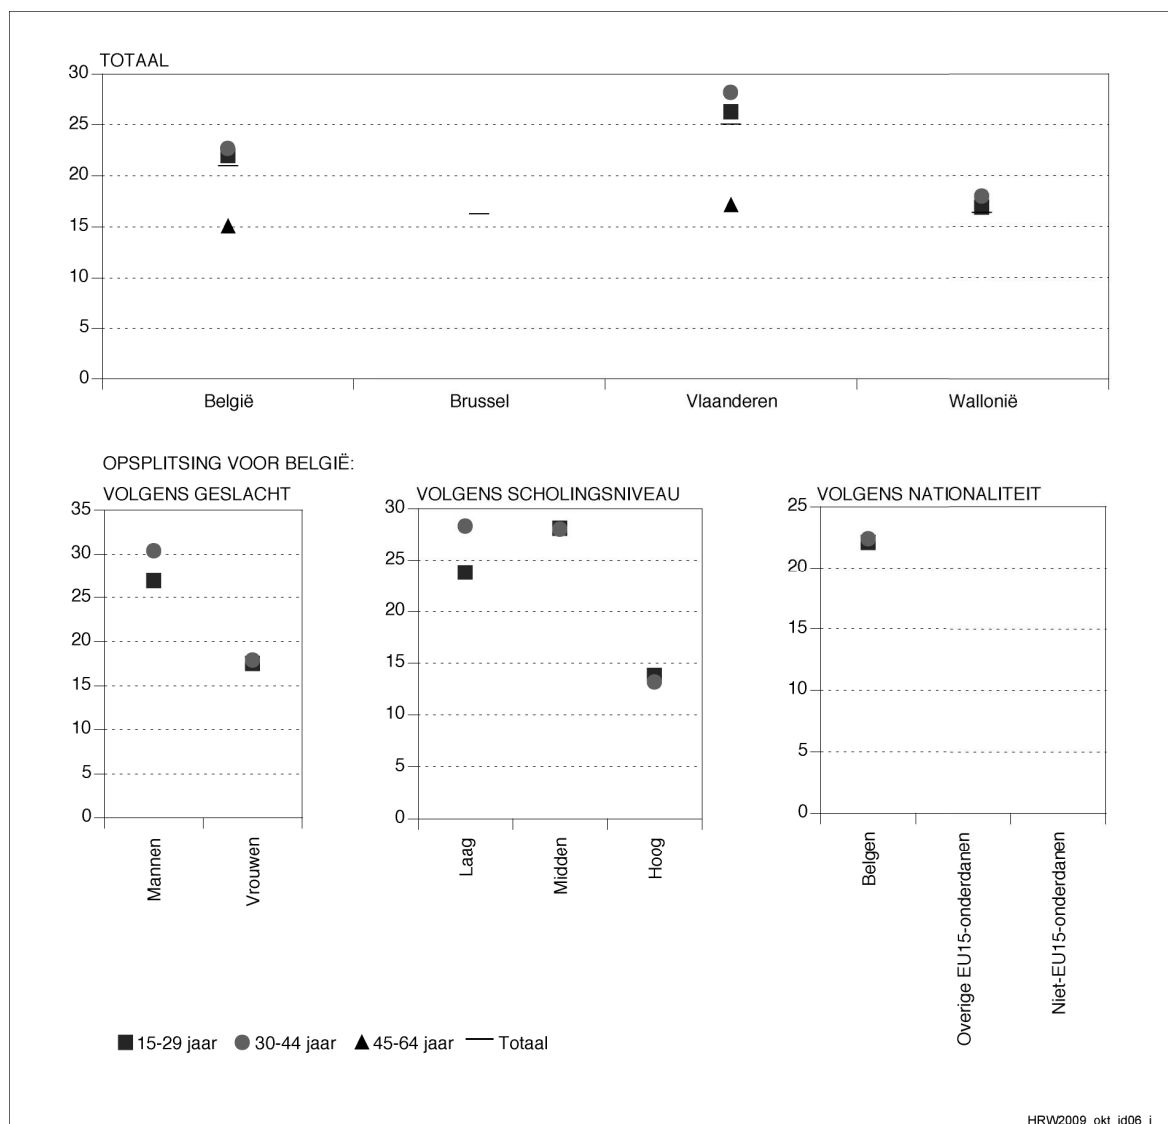 TOTAAL
30
25
20
15
10
5
0
België Brussel Vlaanderen Wallonië
OPSPLITSING VOOR BELGIË:
VOLGENS GESLACHT
35
30
25
20
15
10
5
0
Mannen
Vrouwen
VOLGENS SCHOLINGSNIVEAU
30
25
20
15
10
5
0
Laag
Midden
Hoog
VOLGENS NATIONALITEIT
25
20
15
10
5
0
Belgen
Overige EU15-onderdanen
Niet-EU15-onderdanen
15-29 jaar 30-44 jaar 45-64 jaar Totaal
HRW2009_okt_id06_i